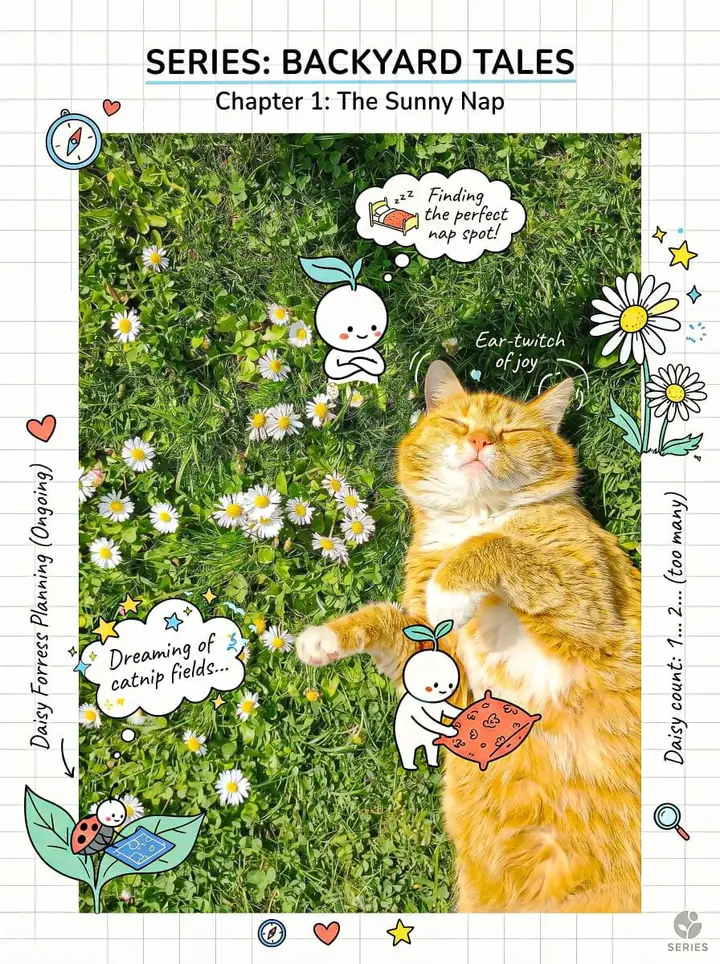 SERIES: BACKYARD TALES
Chapter 1: The Sunny Nap
zzZ
Finding
the perfect
nap spot!
Ear-twitch
of joy
Daisy Forress Planning (Ongoing)
Daisy count: 1... 2... (too many)
Dreaming of
catnip fields...
SERIES